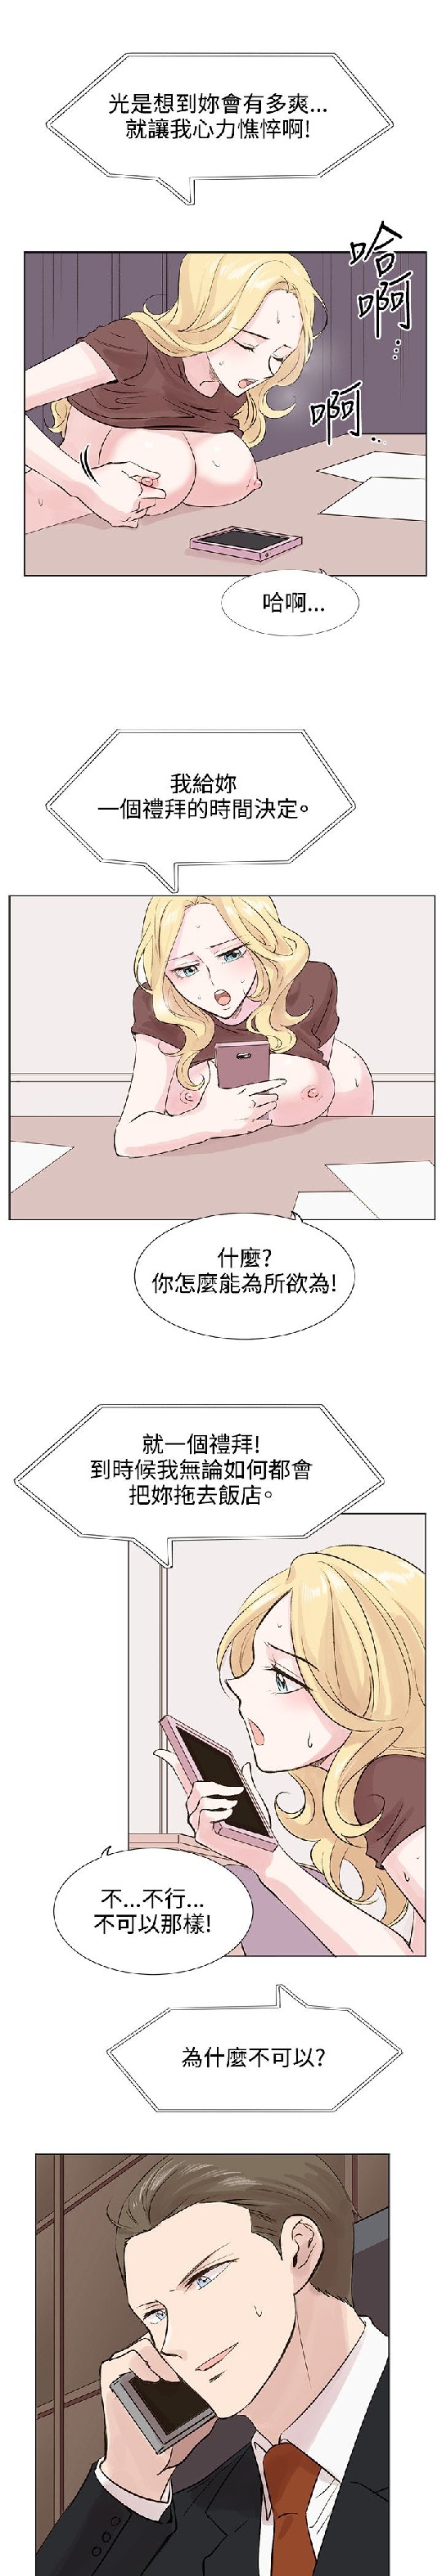 光是想到妳會有多爽...
就讓我心力憔悴啊!
哈
啊...
啊...
哈啊...
我給妳
一個禮拜的時間決定。
什麼?
你怎麼能為所欲為!
就一個禮拜!
到時候我無論如何都會
把妳拖去飯店。
不...不行...
不可以那樣!
為什麼不可以?